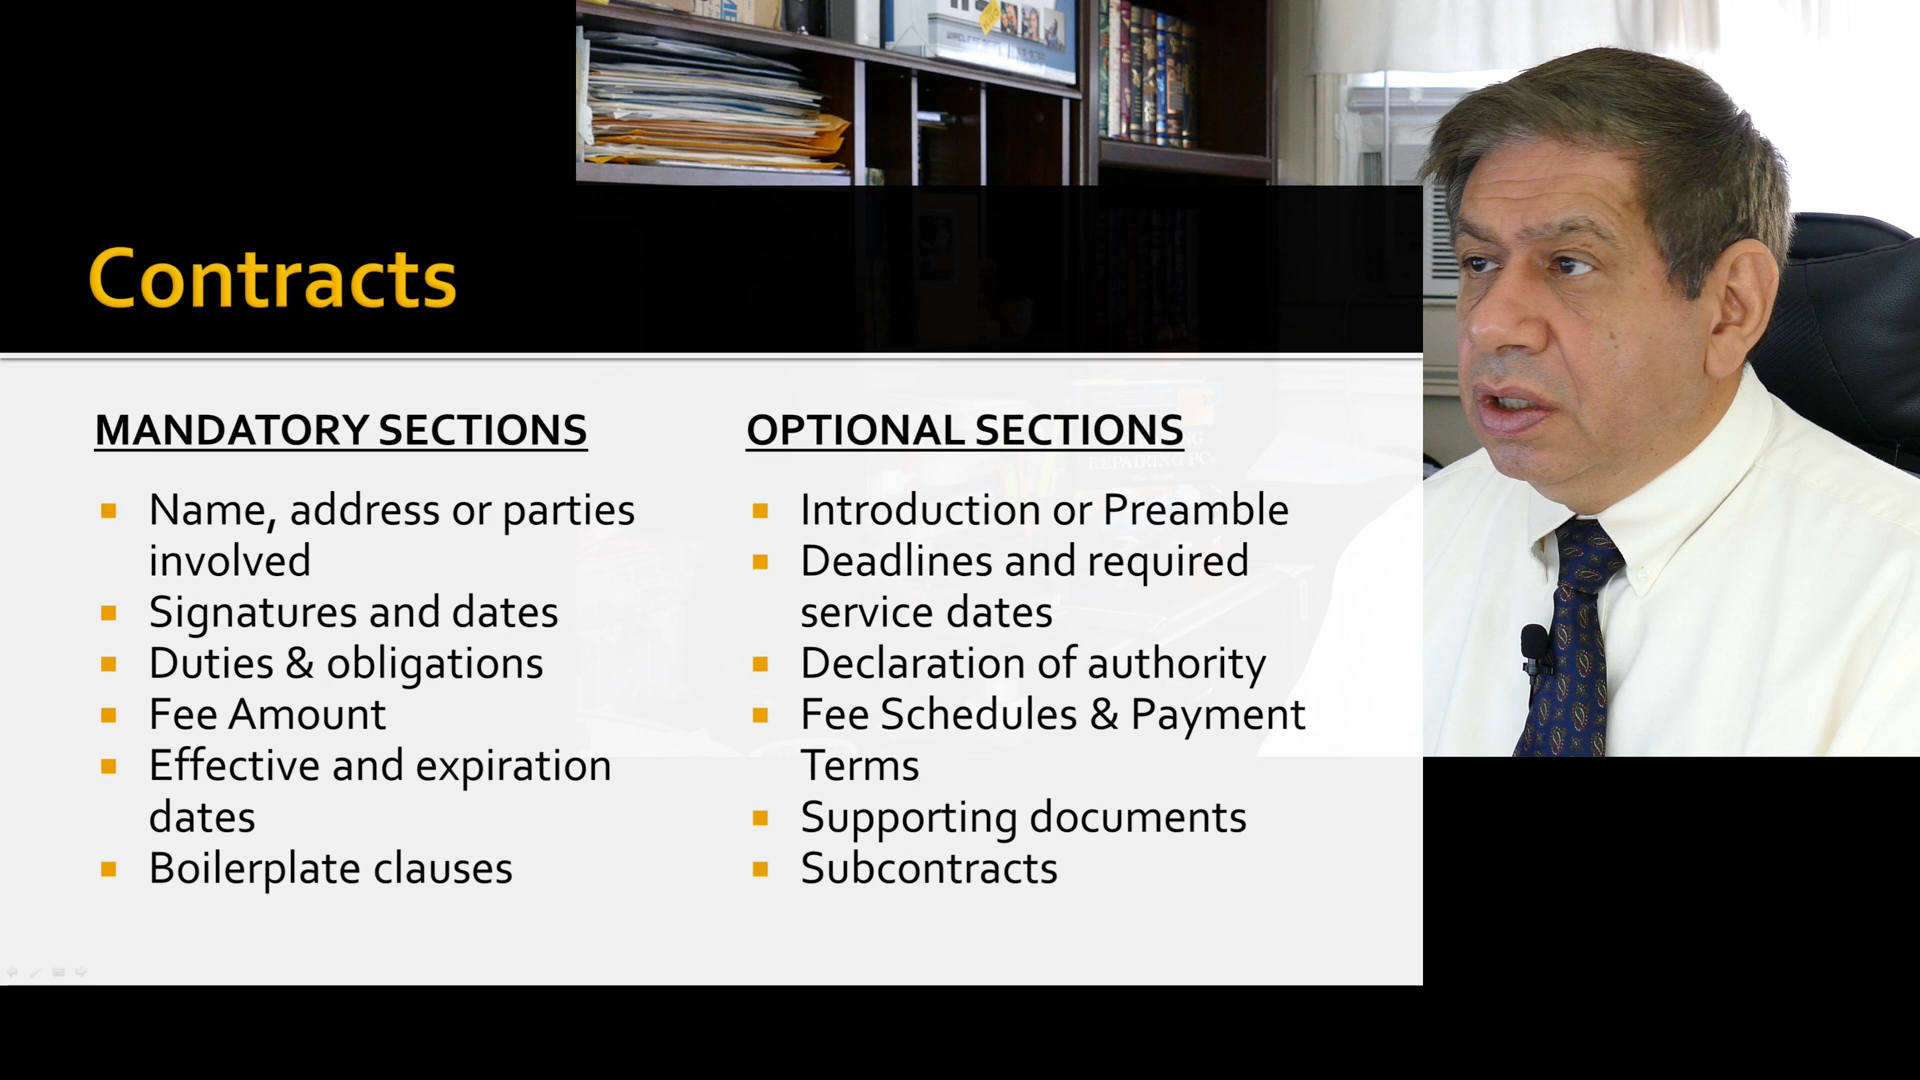 Contracts
MANDATORY SECTIONS
Name, address or parties
involved
Signatures and dates
Duties & obligations
Fee Amount
Effective and expiration
dates
Boilerplate clauses
OPTIONAL SECTIONS
Introduction or Preamble
Deadlines and required
service dates
Declaration of authority
Fee Schedules & Payment
Terms
Supporting documents
Subcontracts
REPAIRING PCs